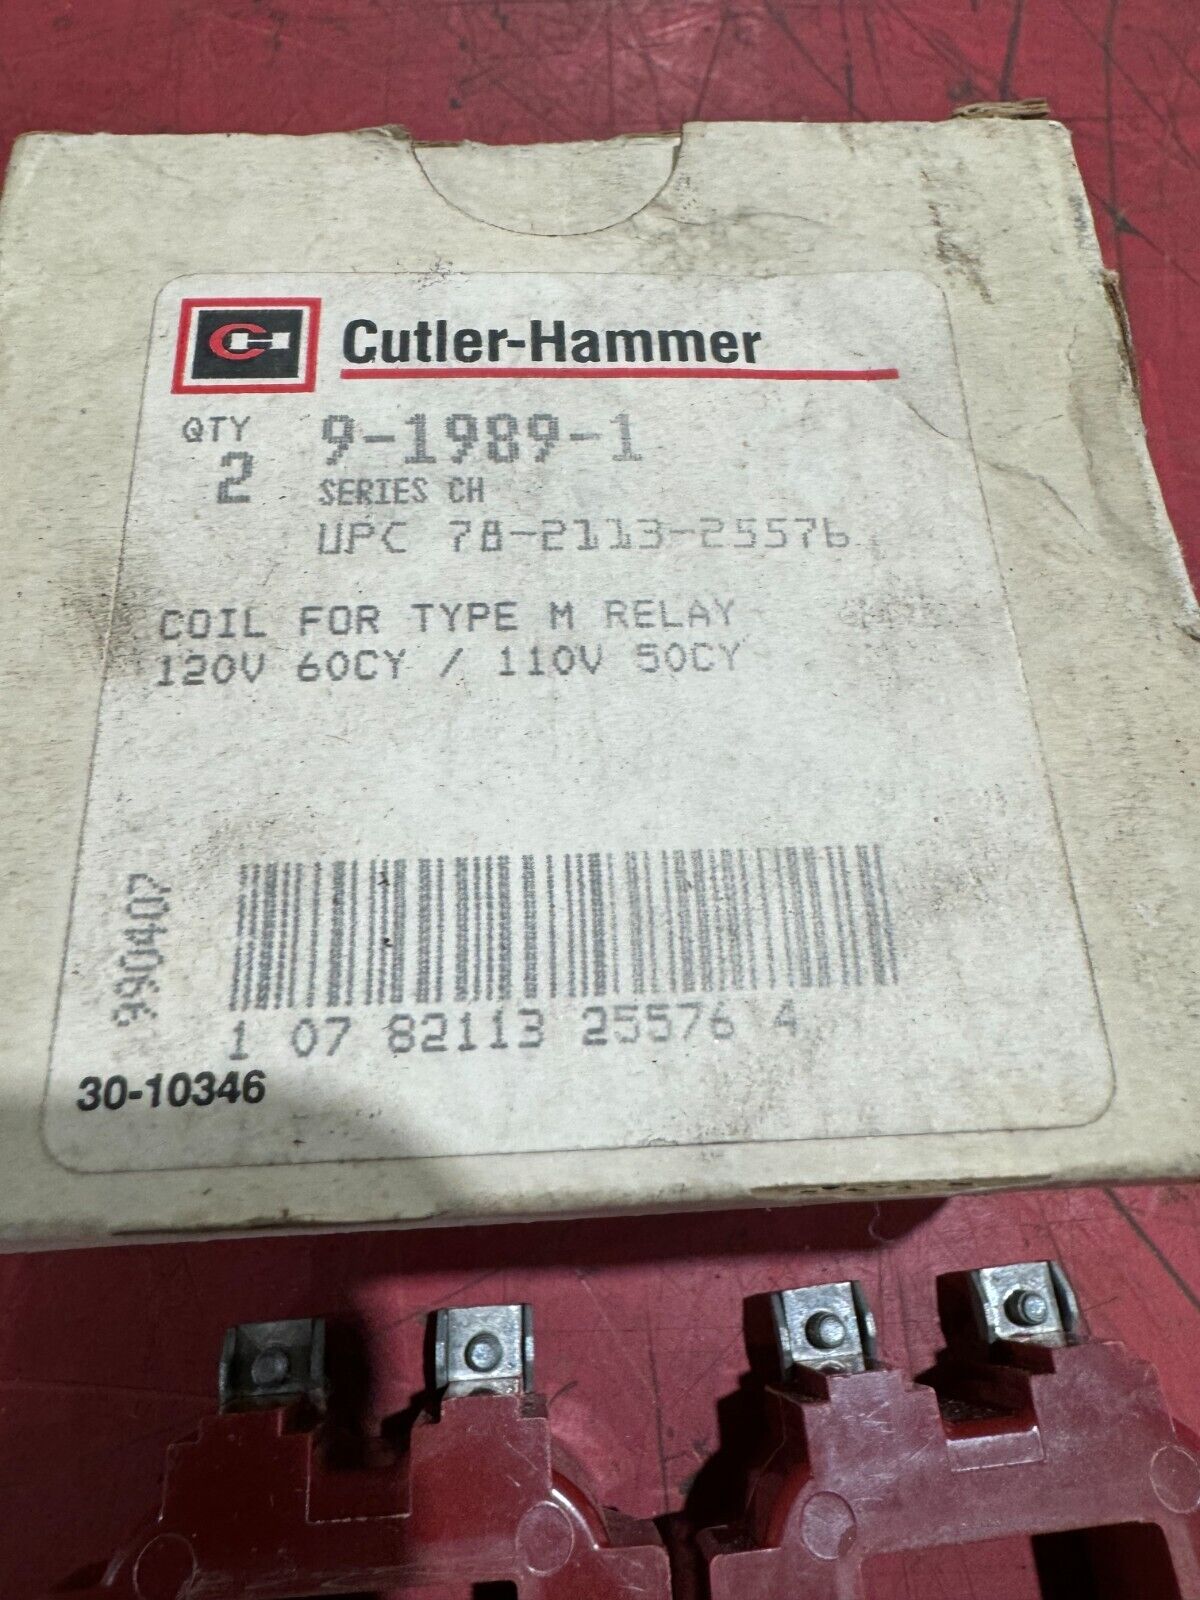 Cutler-Hammer
QTY 9-1989-1
2 SERIES CH
UPC 78-2113-25576
COIL FOR TYPE M RELAY
120V 60CY / 110V 50CY
990407
1 07 82113 25576 4
30-10346